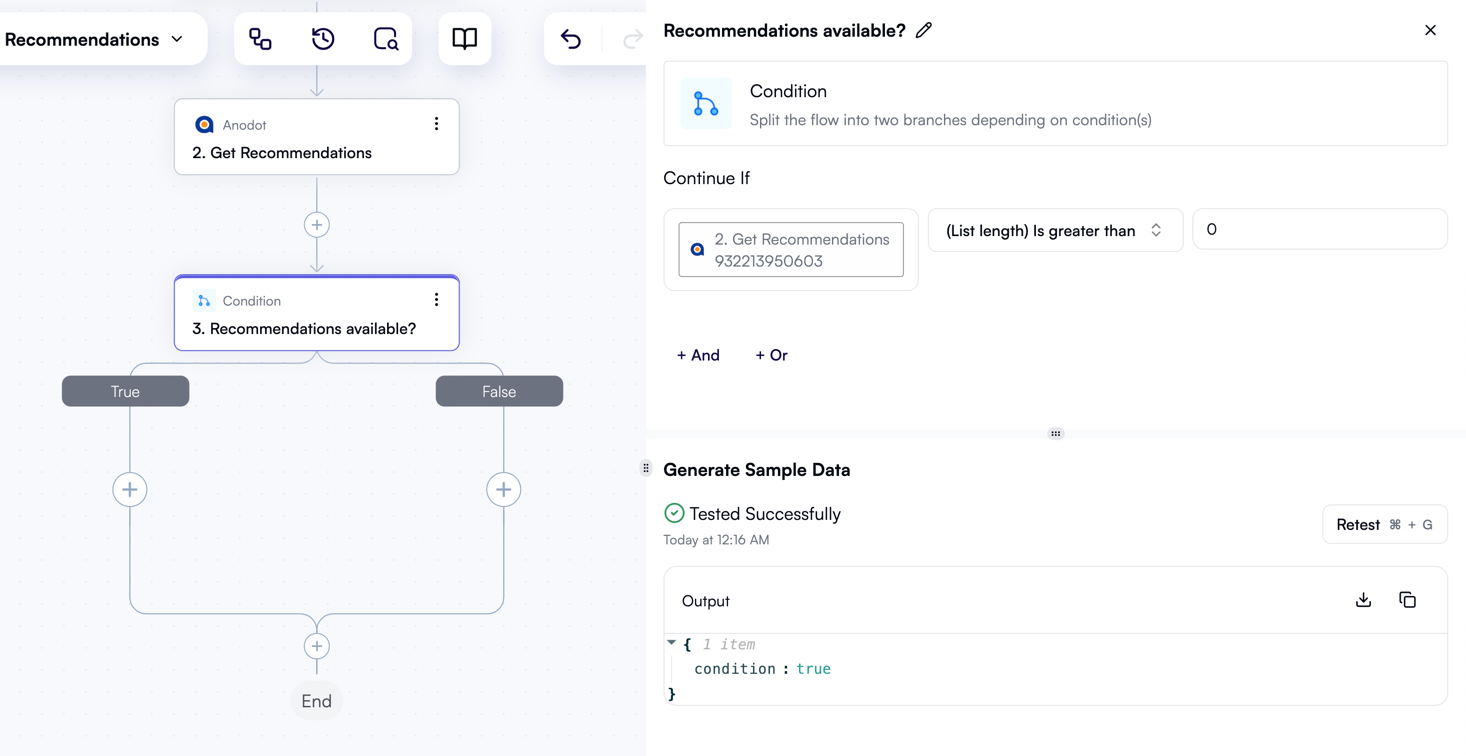 Recommendations
Anodot
2. Get Recommendations
Condition
3. Recommendations available?
True
False
End
Recommendations available?
Condition
Split the flow into two branches depending on condition(s)
Continue If
2. Get Recommendations
932213950603
(List length) Is greater than
0
+ And
+ Or
Generate Sample Data
Tested Successfully
Today at 12:16 AM
Retest ⌘ + G
Output
{ 1 item
condition : true
}